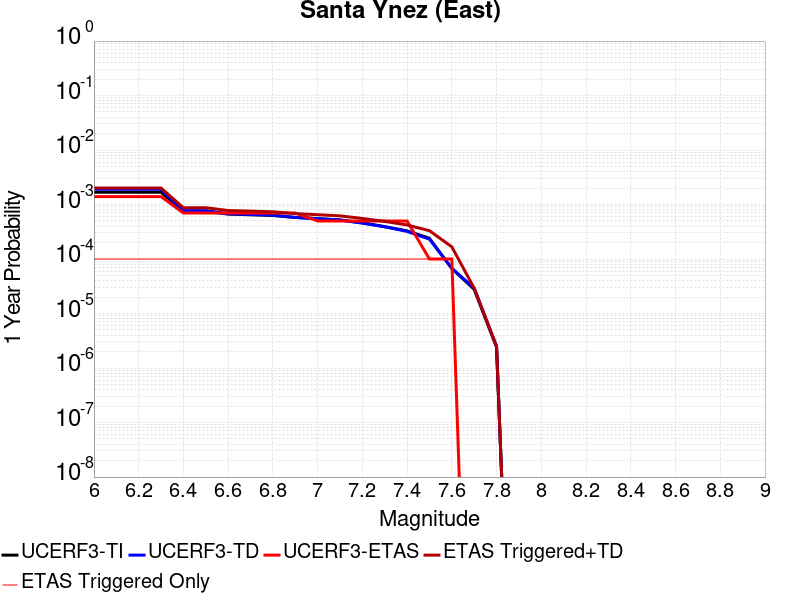 Santa Ynez (East)
10^0
10^-1
10^-2
10^-3
10^-4
10^-5
10^-6
10^-7
10^-8
1 Year Probability
6 6.2 6.4 6.6 6.8 7 7.2 7.4 7.6 7.8 8 8.2 8.4 8.6 8.8 9
Magnitude
UCERF3-TI UCERF3-TD UCERF3-ETAS ETAS Triggered+TD
ETAS Triggered Only